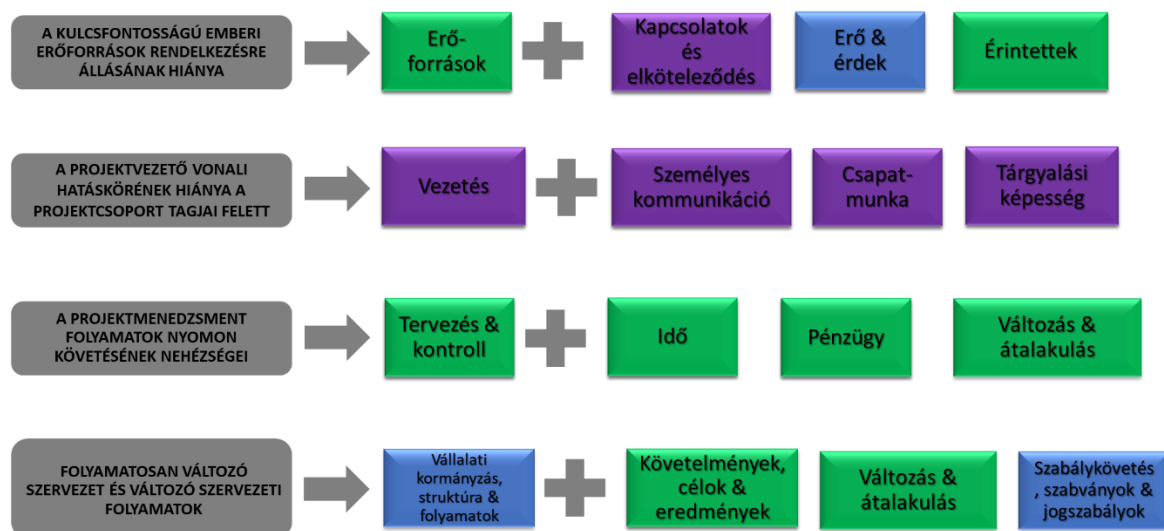 A KULCSFONTOSSÁGÚ EMBERI
ERŐFORRÁSOK RENDELKEZÉSRE
ÁLLÁSÁNAK HIÁNYA
Erő-
források
Kapcsolatok
és
elköteleződés
Erő &
érdek
Érintettek
A PROJEKTVEZETŐ VONALI
HATÁSKÖRÉNEK HIÁNYA A
PROJEKTCSOPORT TAGJAI FELETT
Vezetés
Személyes
kommunikáció
Csapat-
munka
Tárgyalási
képesség
A PROJEKTMENEDZSMENT
FOLYAMATOK NYOMON
KÖVETÉSÉNEK NEHÉZSÉGEI
Tervezés &
kontroll
Idő
Pénzügy
Változás &
átalakulás
FOLYAMATOSAN VÁLTOZÓ
SZERVEZET ÉS VÁLTOZÓ SZERVEZETI
FOLYAMATOK
Vállalati
kormányzás,
struktúra &
folyamatok
Követelmények,
célok &
eredmények
Változás &
átalakulás
Szabálykövetés
, szabványok &
jogszabályok